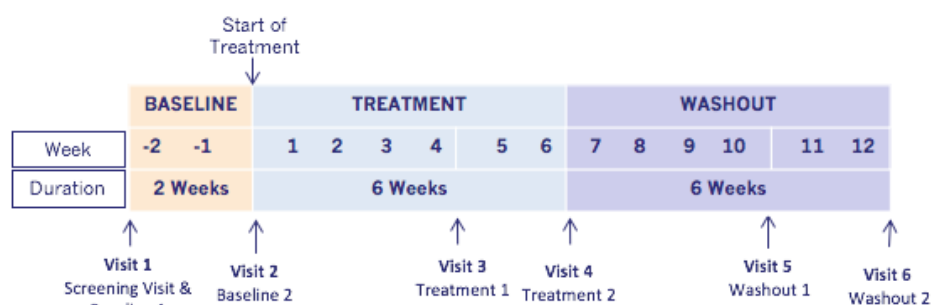 Start of
Treatment
BASELINE TREATMENT WASHOUT
Week -2 -1 1 2 3 4 5 6 7 8 9 10 11 12
Duration 2 Weeks 6 Weeks 6 Weeks
Visit 1
Screening Visit &
Visit 2
Baseline 2
Visit 3
Treatment 1
Visit 4
Treatment 2
Visit 5
Washout 1
Visit 6
Washout 2